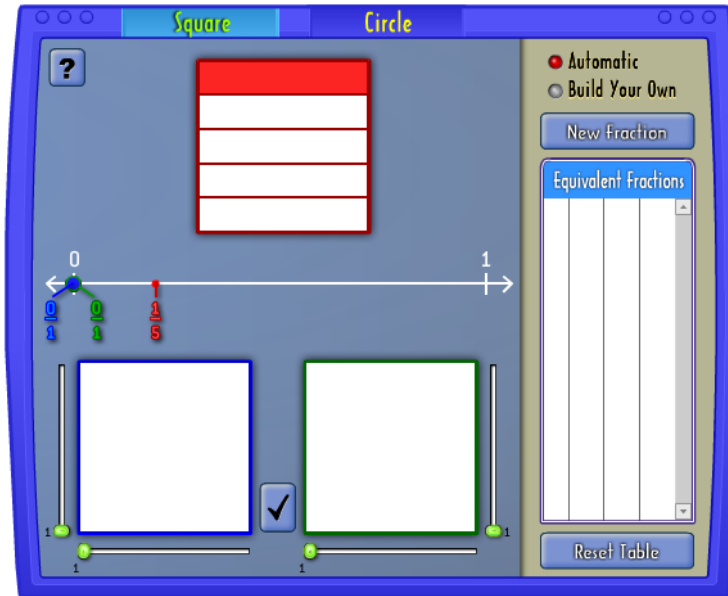 Square
Circle
?
Automatic
Build Your Own
New Fraction
Equivalent Fractions
0
1
0
1
0
1
1
5
1
1
1
1
Reset Table